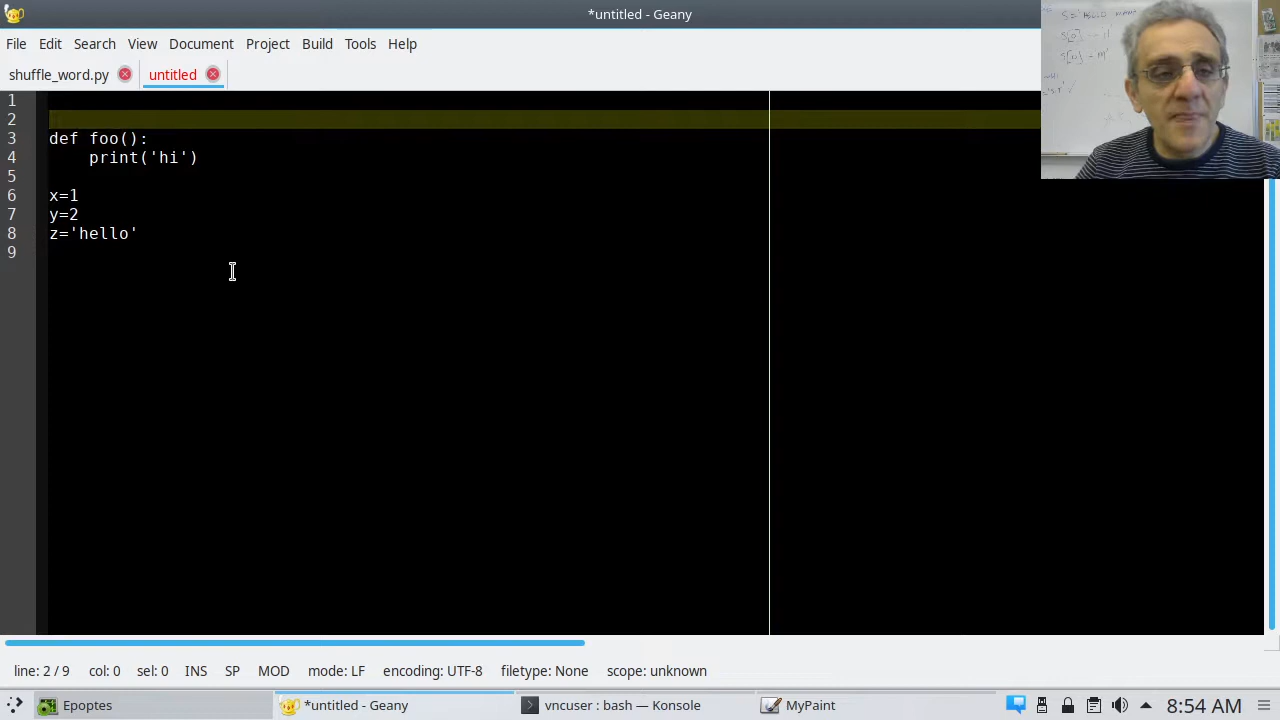 *untitled - Geany
File Edit Search View Document Project Build Tools Help
shuffle_word.py untitled
1
2
3 def foo():
4     print('hi')
5
6 x=1
7 y=2
8 z='hello'
9
line: 2 / 9 col: 0 sel: 0 INS SP MOD mode: LF encoding: UTF-8 filetype: None scope: unknown
Epoptes *untitled - Geany vncuser : bash — Konsole MyPaint 8:54 AM